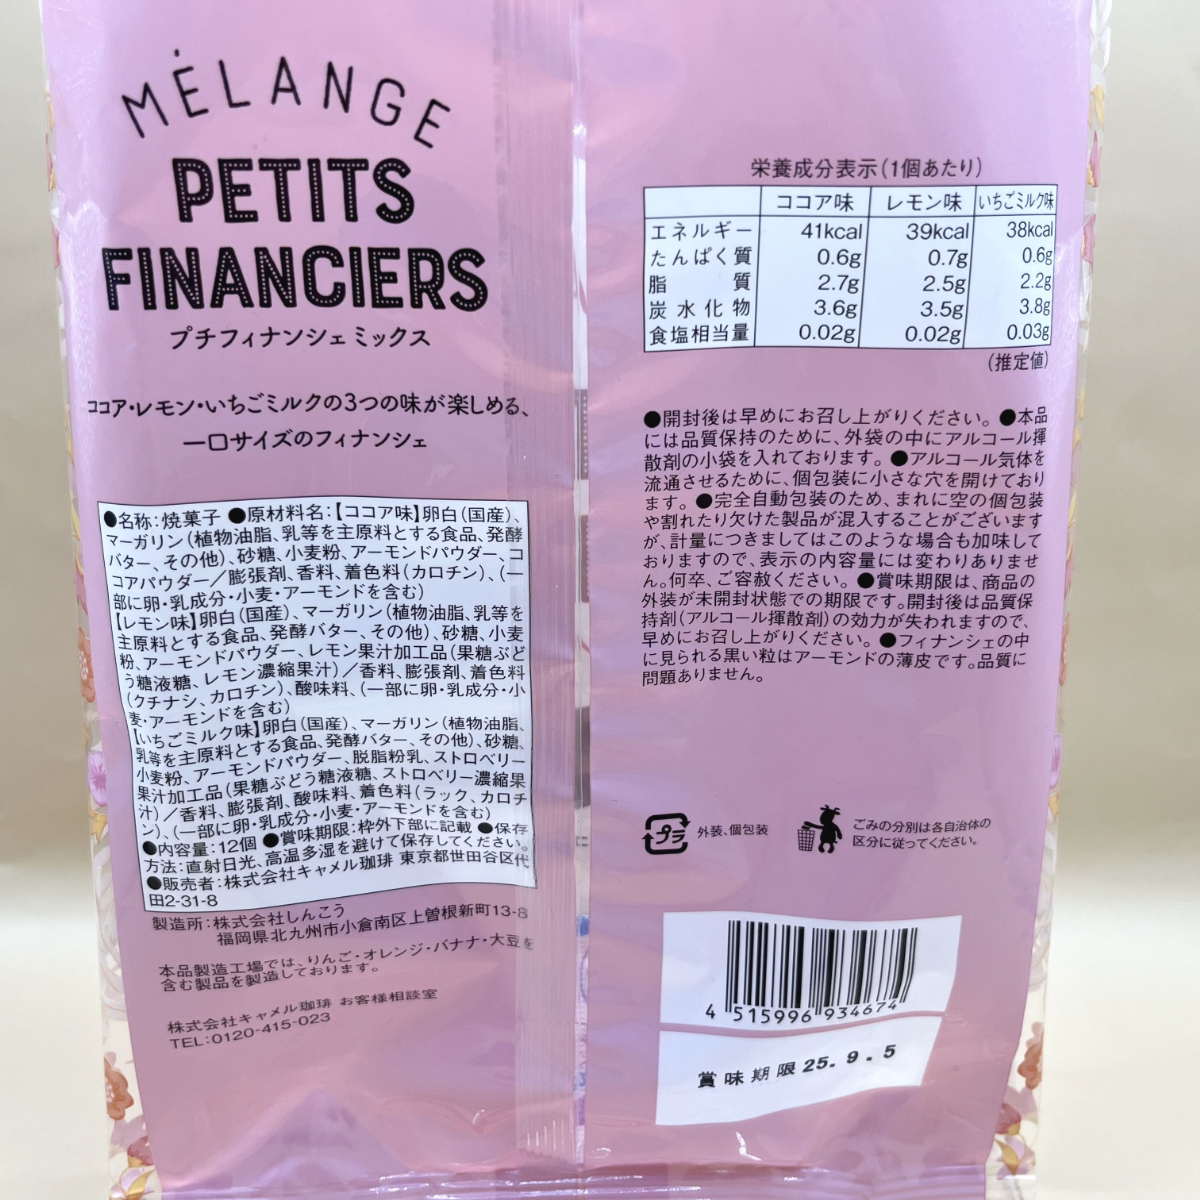 MÉLANGE
PETITS
FINANCIERS
プチフィナンシェミックス
ココア・レモン・いちごミルクの3つの味が楽しめる、
一口サイズのフィナンシェ
●名称:焼菓子 ●原材料名:【ココア味】卵白(国産)、
マーガリン(植物油脂、乳等を主原料とする食品、発酵
バター、その他)、砂糖、小麦粉、アーモンドパウダー、コ
コアパウダー/膨張剤、香料、着色料(カロチン)、(一
部に卵・乳成分・小麦・アーモンドを含む)
【レモン味】卵白(国産)、マーガリン(植物油脂、乳等を
主原料とする食品、発酵バター、その他)、砂糖、小麦
粉、アーモンドパウダー、レモン果汁加工品(果糖ぶど
う糖液糖、レモン濃縮果汁)/香料、膨張剤、着色料
(クチナシ、カロチン)、酸味料、(一部に卵・乳成分・小
麦・アーモンドを含む)
【いちごミルク味】卵白(国産)、マーガリン(植物油脂、
乳等を主原料とする食品、発酵バター、その他)、砂糖、
小麦粉、アーモンドパウダー、脱脂粉乳、ストロベリー
果汁加工品(果糖ぶどう糖液糖、ストロベリー濃縮果
汁)/香料、膨張剤、酸味料、着色料(ラック、カロチ
ン)、(一部に卵・乳成分・小麦・アーモンドを含む)
●内容量:12個 ●賞味期限:枠外下部に記載 ●保存
方法:直射日光、高温多湿を避けて保存してください。
●販売者:株式会社キャメル珈琲 東京都世田谷区代
田2-31-8
製造所:株式会社しんこう
福岡県北九州市小倉南区上曽根新町13-8
本品製造工場では、りんご・オレンジ・バナナ・大豆を
含む製品を製造しております。
株式会社キャメル珈琲 お客様相談室
TEL:0120-415-023
栄養成分表示(1個あたり)
ココア味 レモン味 いちごミルク味
エネルギー 41kcal 39kcal 38kcal
たんぱく質 0.6g 0.7g 0.6g
脂質 2.7g 2.5g 2.2g
炭水化物 3.6g 3.5g 3.8g
食塩相当量 0.02g 0.02g 0.03g
(推定値)
●開封後は早めにお召し上がりください。●本品
には品質保持のために、外袋の中にアルコール揮
散剤の小袋を入れております。●アルコール気体を
流通させるために、個包装に小さな穴を開けており
ます。●完全自動包装のため、まれに空の個包装
や割れたり欠けた製品が混入することがございます
が、計量につきましてはこのような場合も加味して
おりますので、表示の内容量には変わりありませ
ん。何卒、ご容赦ください。●賞味期限は、商品の
外装が未開封状態での期限です。開封後は品質保
持剤(アルコール揮散剤)の効力が失われますので、
早めにお召し上がりください。●フィナンシェの中
に見られる黒い粒はアーモンドの薄皮です。品質に
問題ありません。
プラ 外装、個包装
ごみの分別は各自治体の
区分に従ってください。
4 515996 934674
賞味期限 25. 9. 5